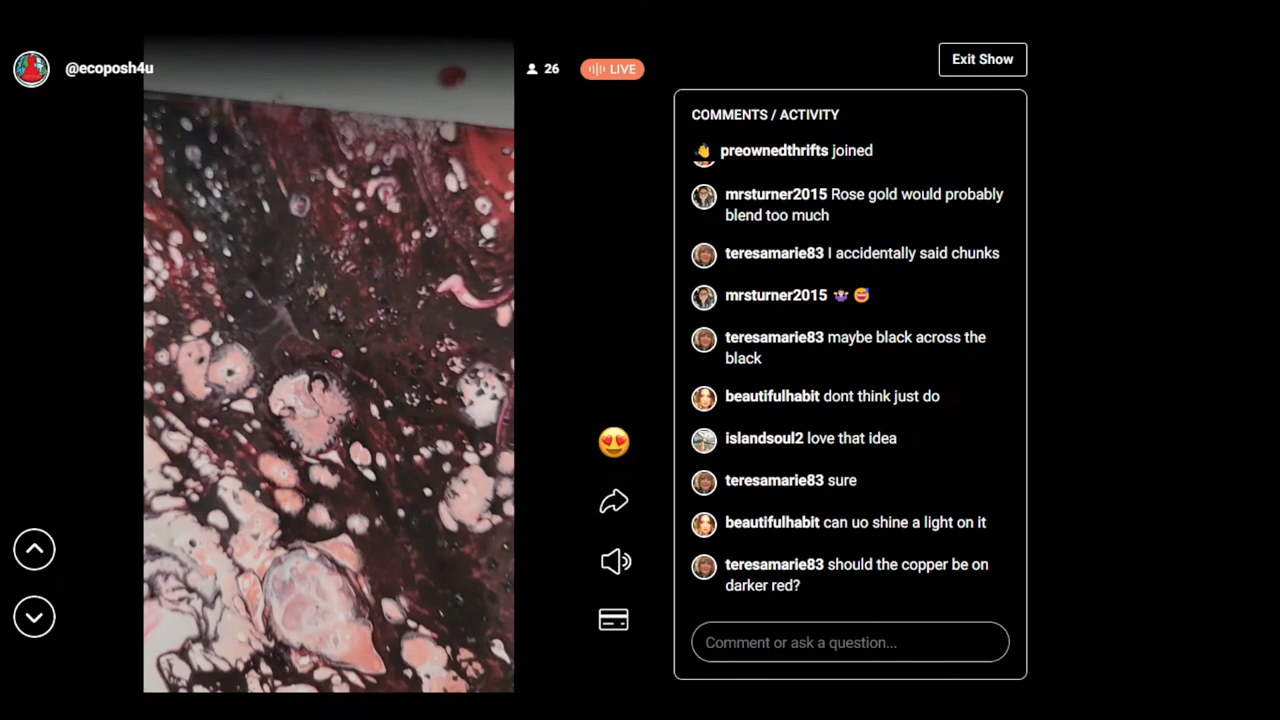 @ecoposh4u
26
LIVE
Exit Show
COMMENTS / ACTIVITY
preownedthrifts joined
mrsturner2015 Rose gold would probably
blend too much
teresamarie83 I accidentally said chunks
mrsturner2015 🤷🏻‍♀️ 😅
teresamarie83 maybe black across the
black
beautifulhabit dont think just do
islandsoul2 love that idea
teresamarie83 sure
beautifulhabit can uo shine a light on it
teresamarie83 should the copper be on
darker red?
Comment or ask a question...